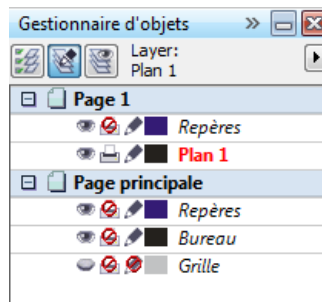 Gestionnaire d'objets
Layer:
Plan 1
Page 1
Repères
Plan 1
Page principale
Repères
Bureau
Grille